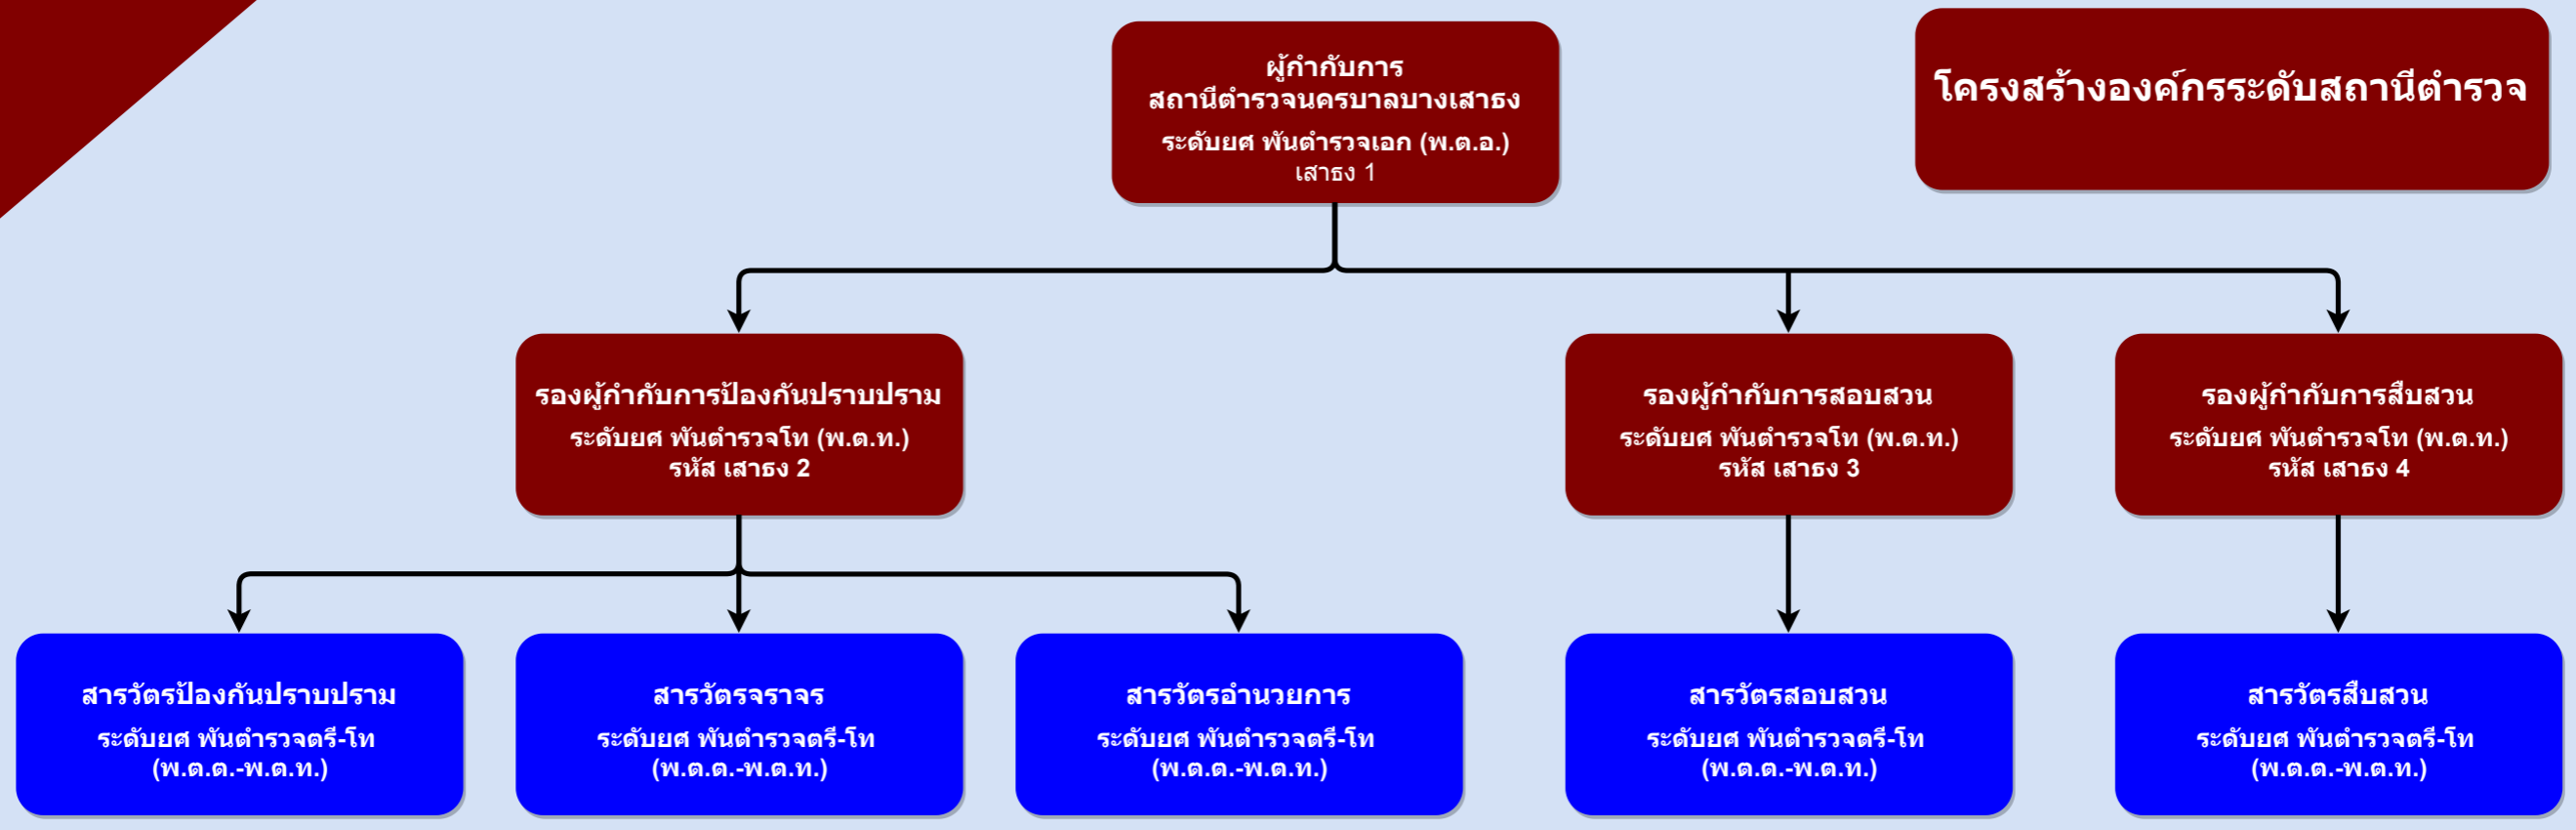 ผู้กำกับการ
สถานีตำรวจนครบาลบางเสาธง
ระดับยศ พันตำรวจเอก (พ.ต.อ.)
เสาธง 1
โครงสร้างองค์กรระดับสถานีตำรวจ
รองผู้กำกับการป้องกันปราบปราม
ระดับยศ พันตำรวจโท (พ.ต.ท.)
รหัส เสาธง 2
รองผู้กำกับการสอบสวน
ระดับยศ พันตำรวจโท (พ.ต.ท.)
รหัส เสาธง 3
รองผู้กำกับการสืบสวน
ระดับยศ พันตำรวจโท (พ.ต.ท.)
รหัส เสาธง 4
สารวัตรป้องกันปราบปราม
ระดับยศ พันตำรวจตรี-โท
(พ.ต.ต.-พ.ต.ท.)
สารวัตรจราจร
ระดับยศ พันตำรวจตรี-โท
(พ.ต.ต.-พ.ต.ท.)
สารวัตรอำนวยการ
ระดับยศ พันตำรวจตรี-โท
(พ.ต.ต.-พ.ต.ท.)
สารวัตรสอบสวน
ระดับยศ พันตำรวจตรี-โท
(พ.ต.ต.-พ.ต.ท.)
สารวัตรสืบสวน
ระดับยศ พันตำรวจตรี-โท
(พ.ต.ต.-พ.ต.ท.)